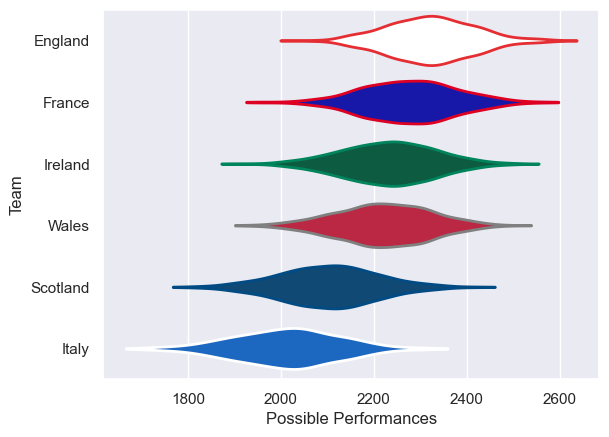 England
France
Ireland
Wales
Scotland
Italy
Team
1800 2000 2200 2400 2600
Possible Performances